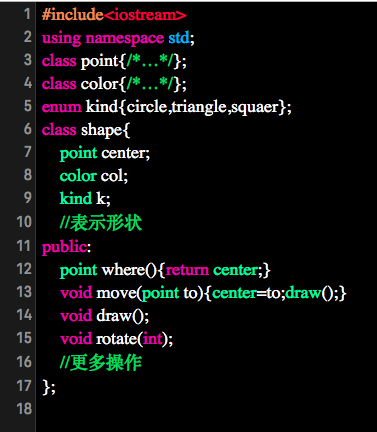 1 #include<iostream>
2 using namespace std;
3 class point{/*...*/};
4 class color{/*...*/};
5 enum kind{circle,triangle,squaer};
6 class shape{
7 point center;
8 color col;
9 kind k;
10 //表示形状
11 public:
12 point where(){return center;}
13 void move(point to){center=to;draw();}
14 void draw();
15 void rotate(int);
16 //更多操作
17 };
18